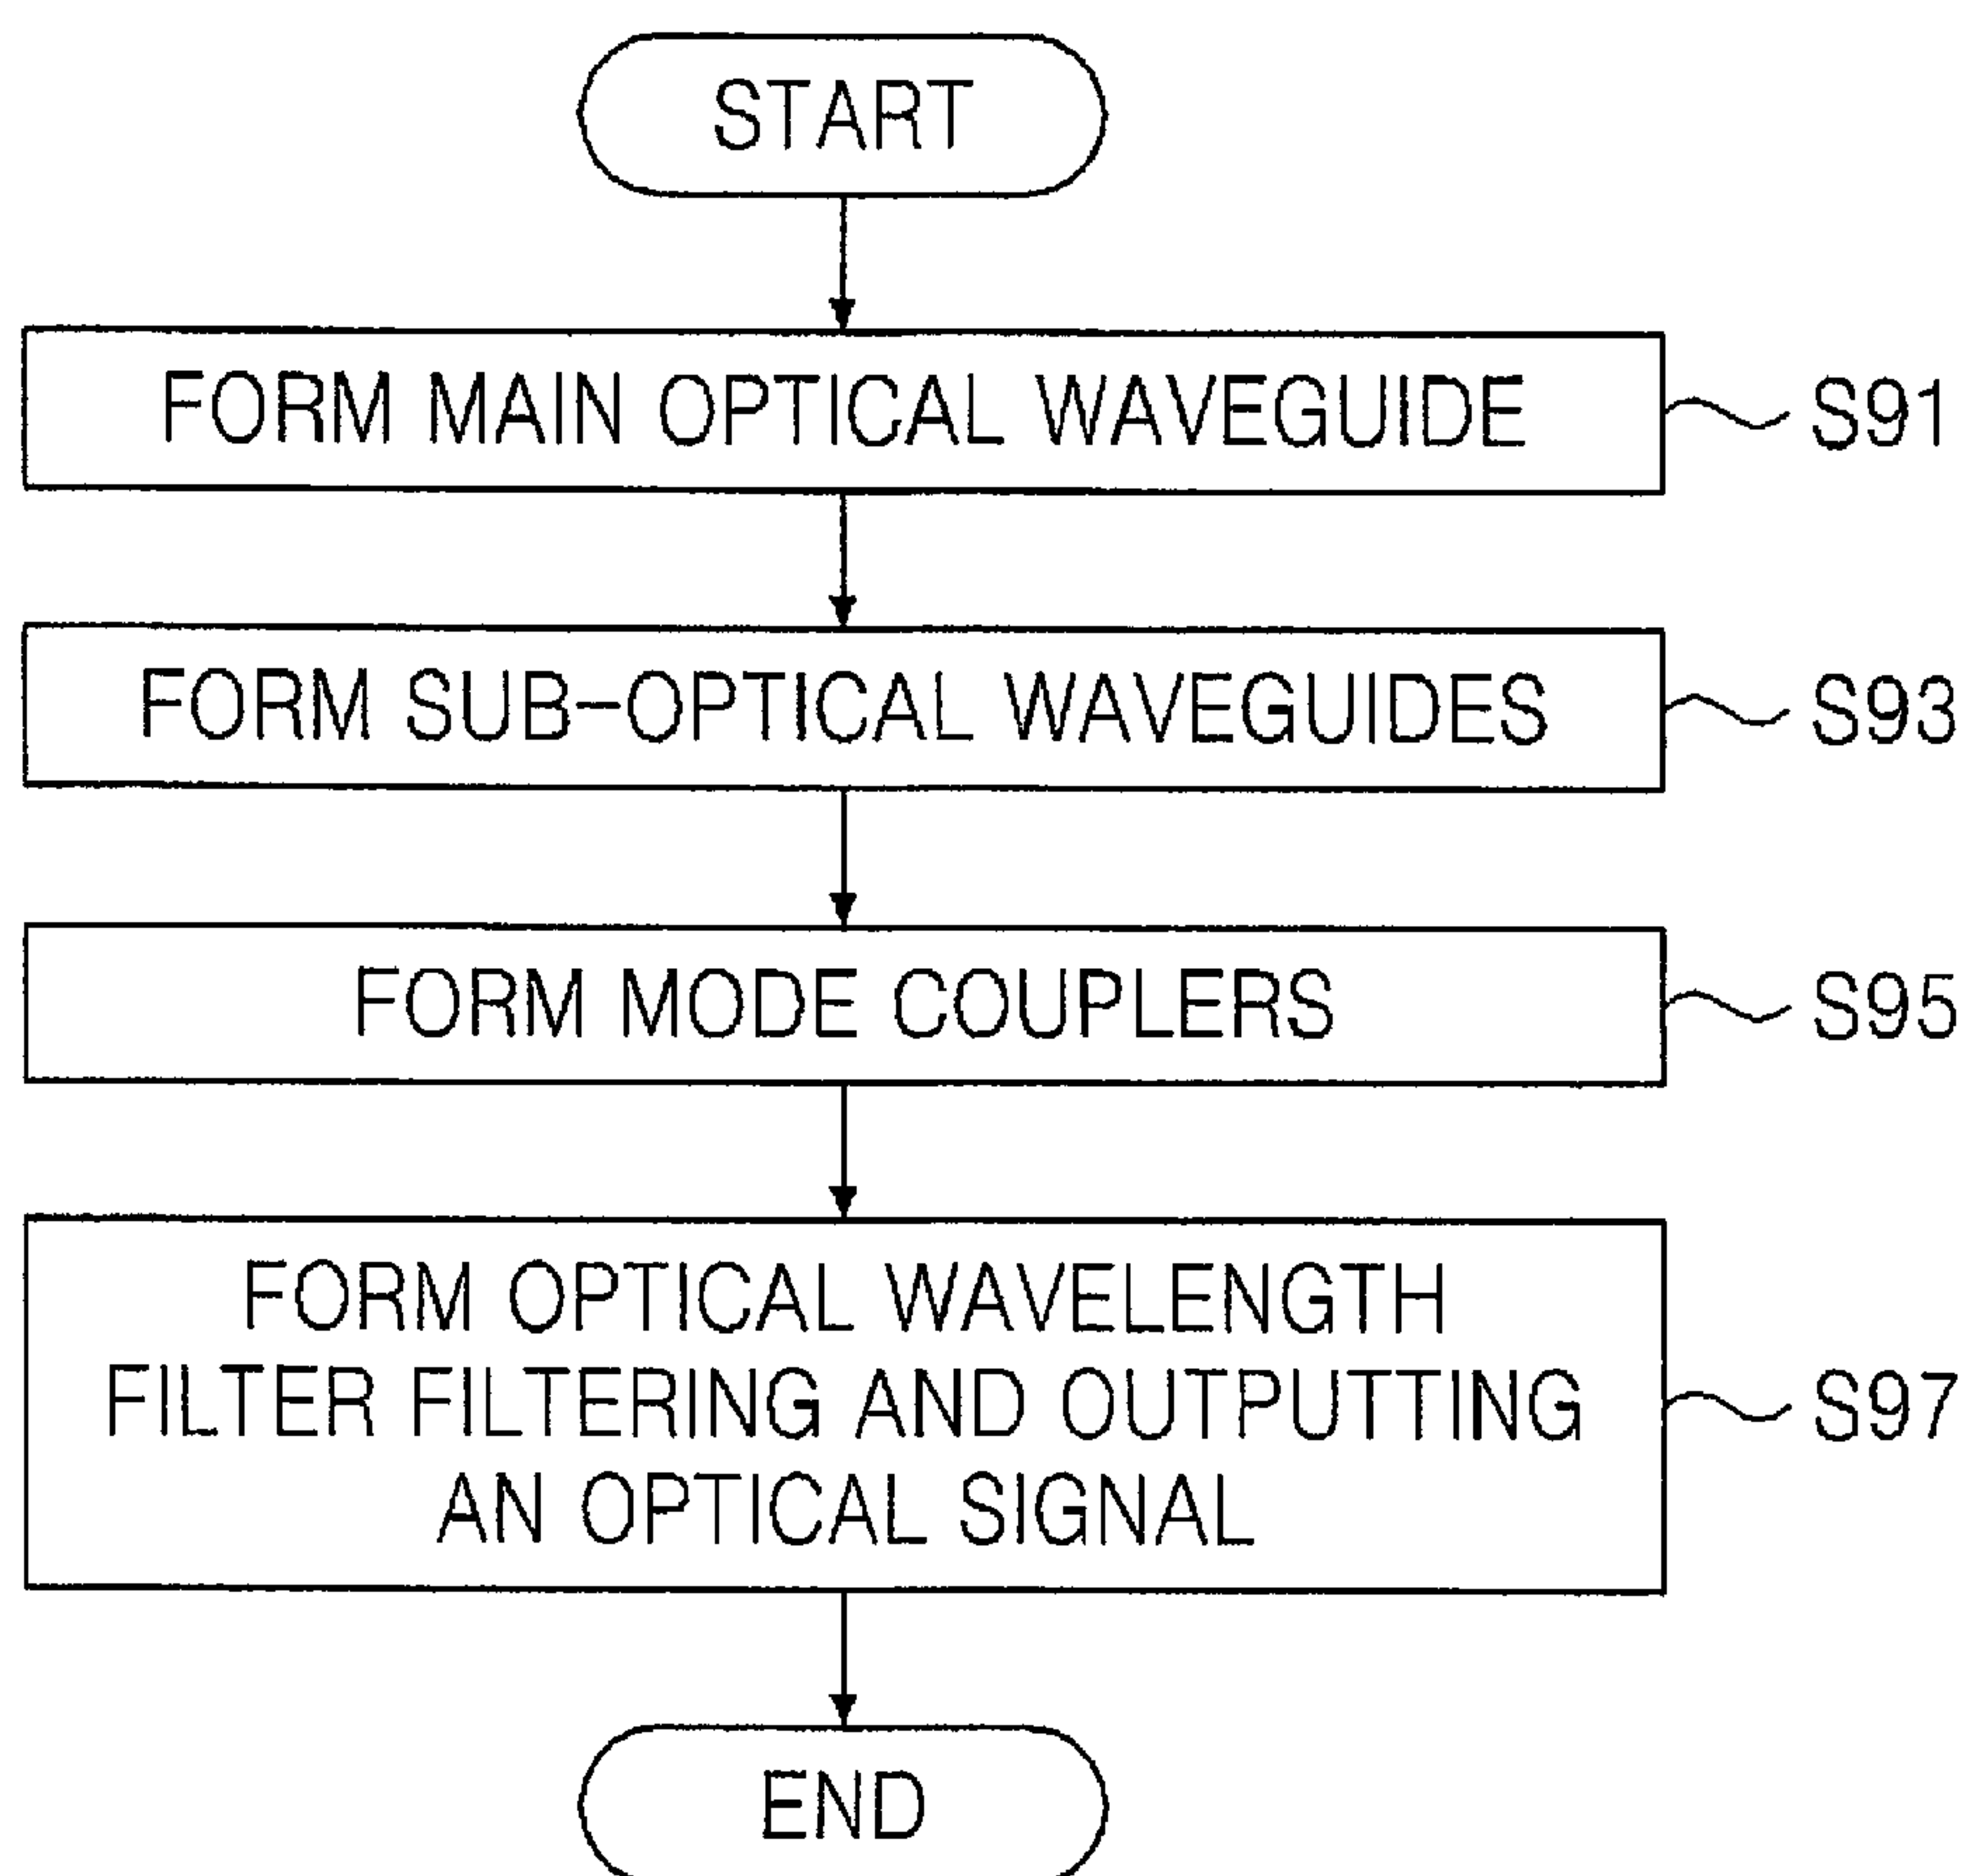 START
FORM MAIN OPTICAL WAVEGUIDE
S91
FORM SUB-OPTICAL WAVEGUIDES
S93
FORM MODE COUPLERS
S95
FORM OPTICAL WAVELENGTH
FILTER FILTERING AND OUTPUTTING
AN OPTICAL SIGNAL
S97
END